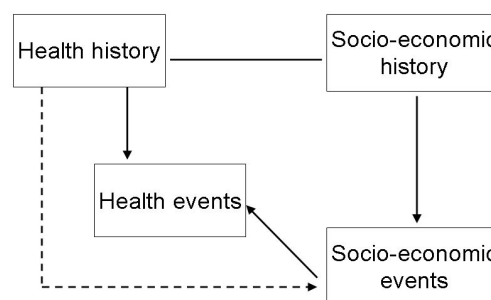 Health history
Socio-economic
history
Health events
Socio-economic
events